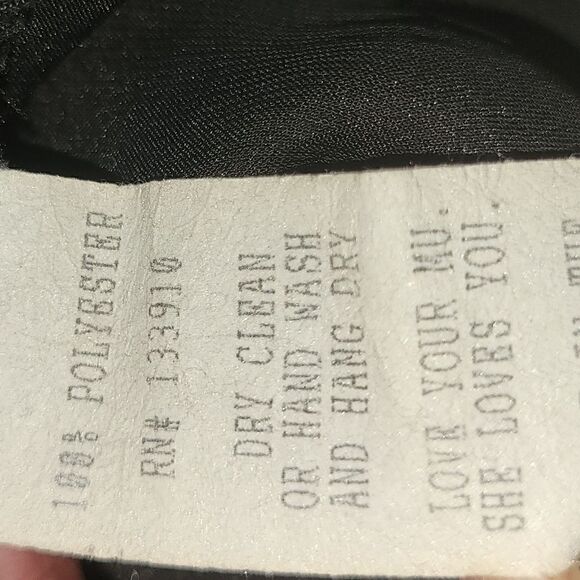 100% POLYESTER
RN# 133910
DRY CLEAN
OR HAND WASH
AND HANG DRY
LOVE YOUR MU.
SHE LOVES YOU.